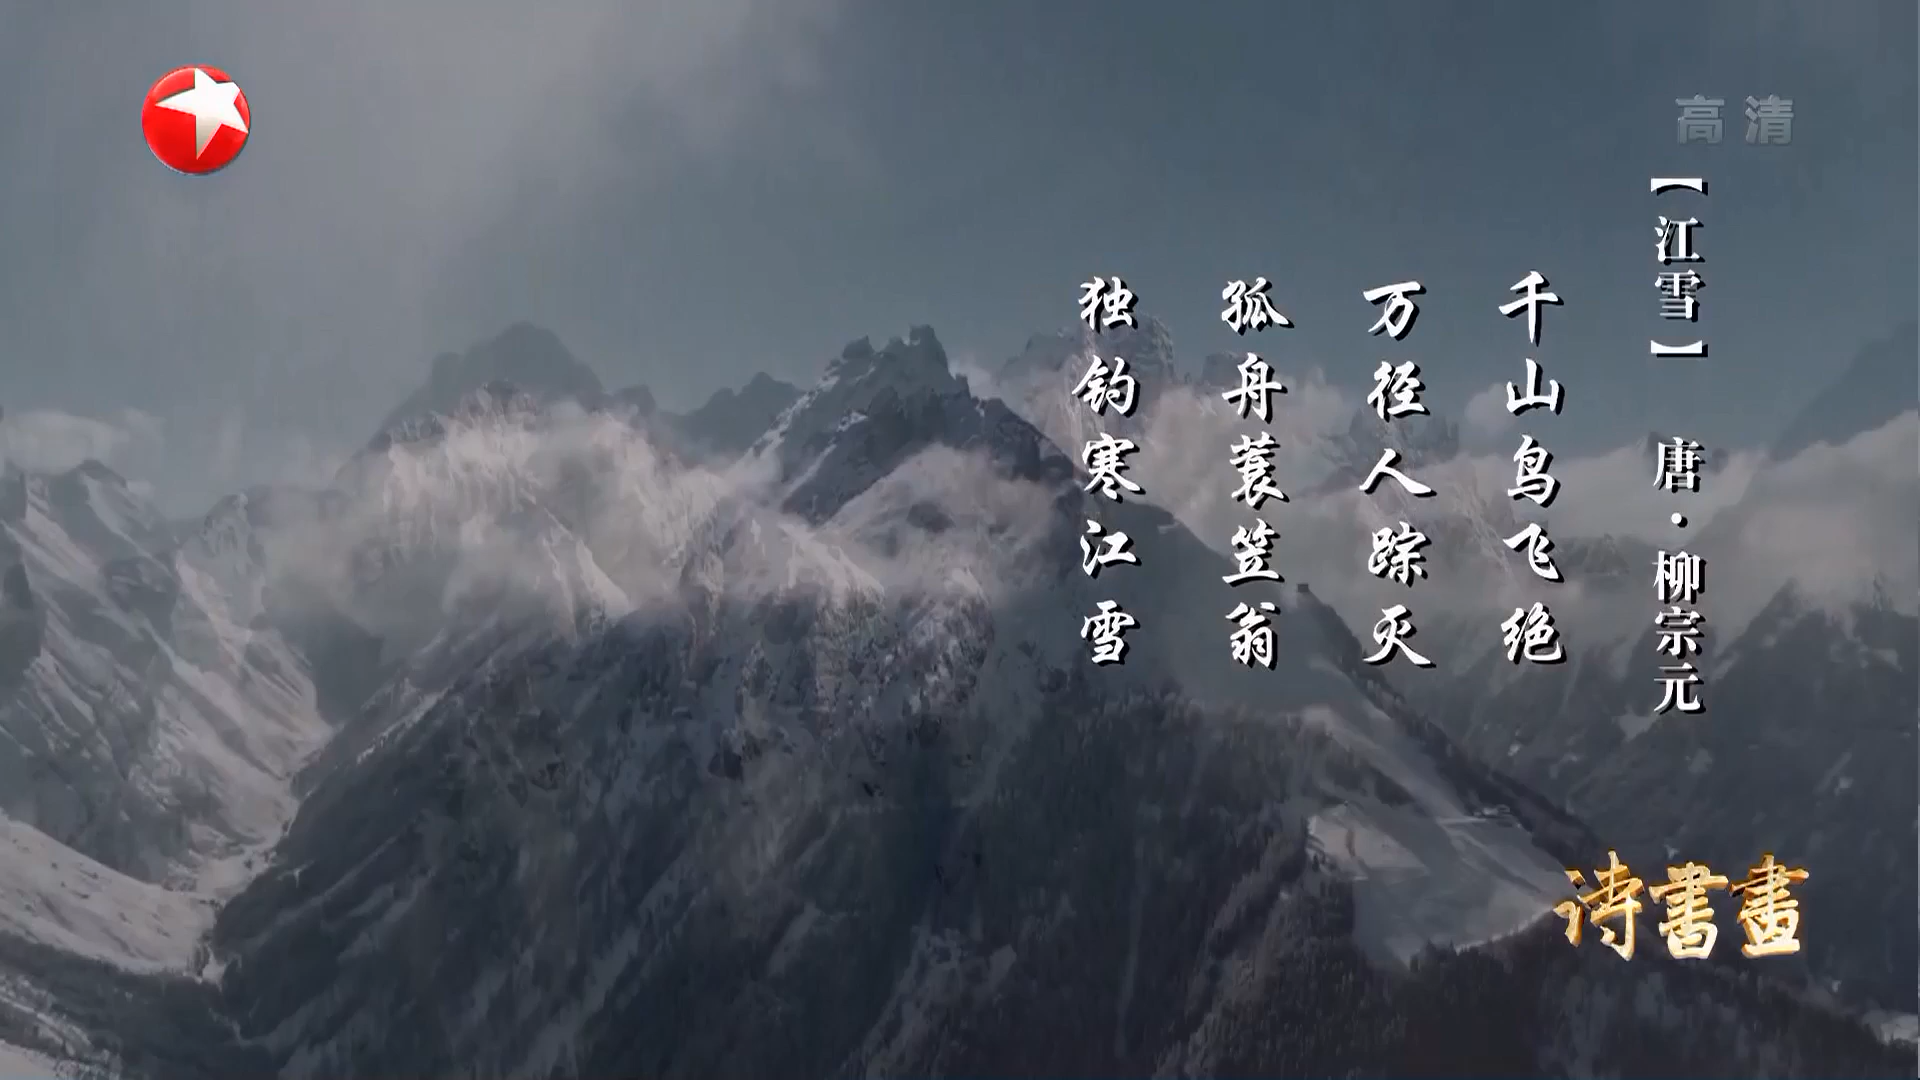 高清
【江雪】 唐·柳宗元
千山鸟飞绝
万径人踪灭
孤舟蓑笠翁
独钓寒江雪
诗书畫